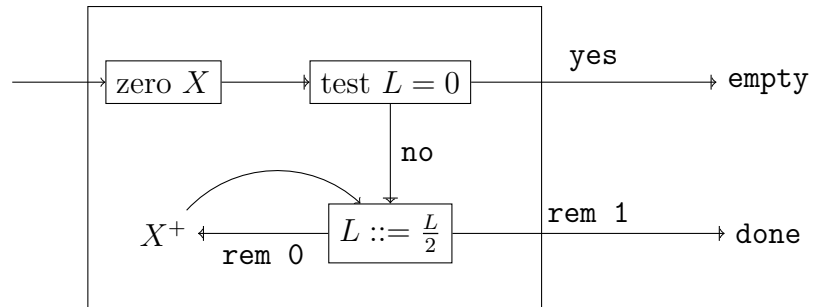 yes
zero X
test L = 0
empty
no
X⁺
rem 0
L ::= L/2
rem 1
done